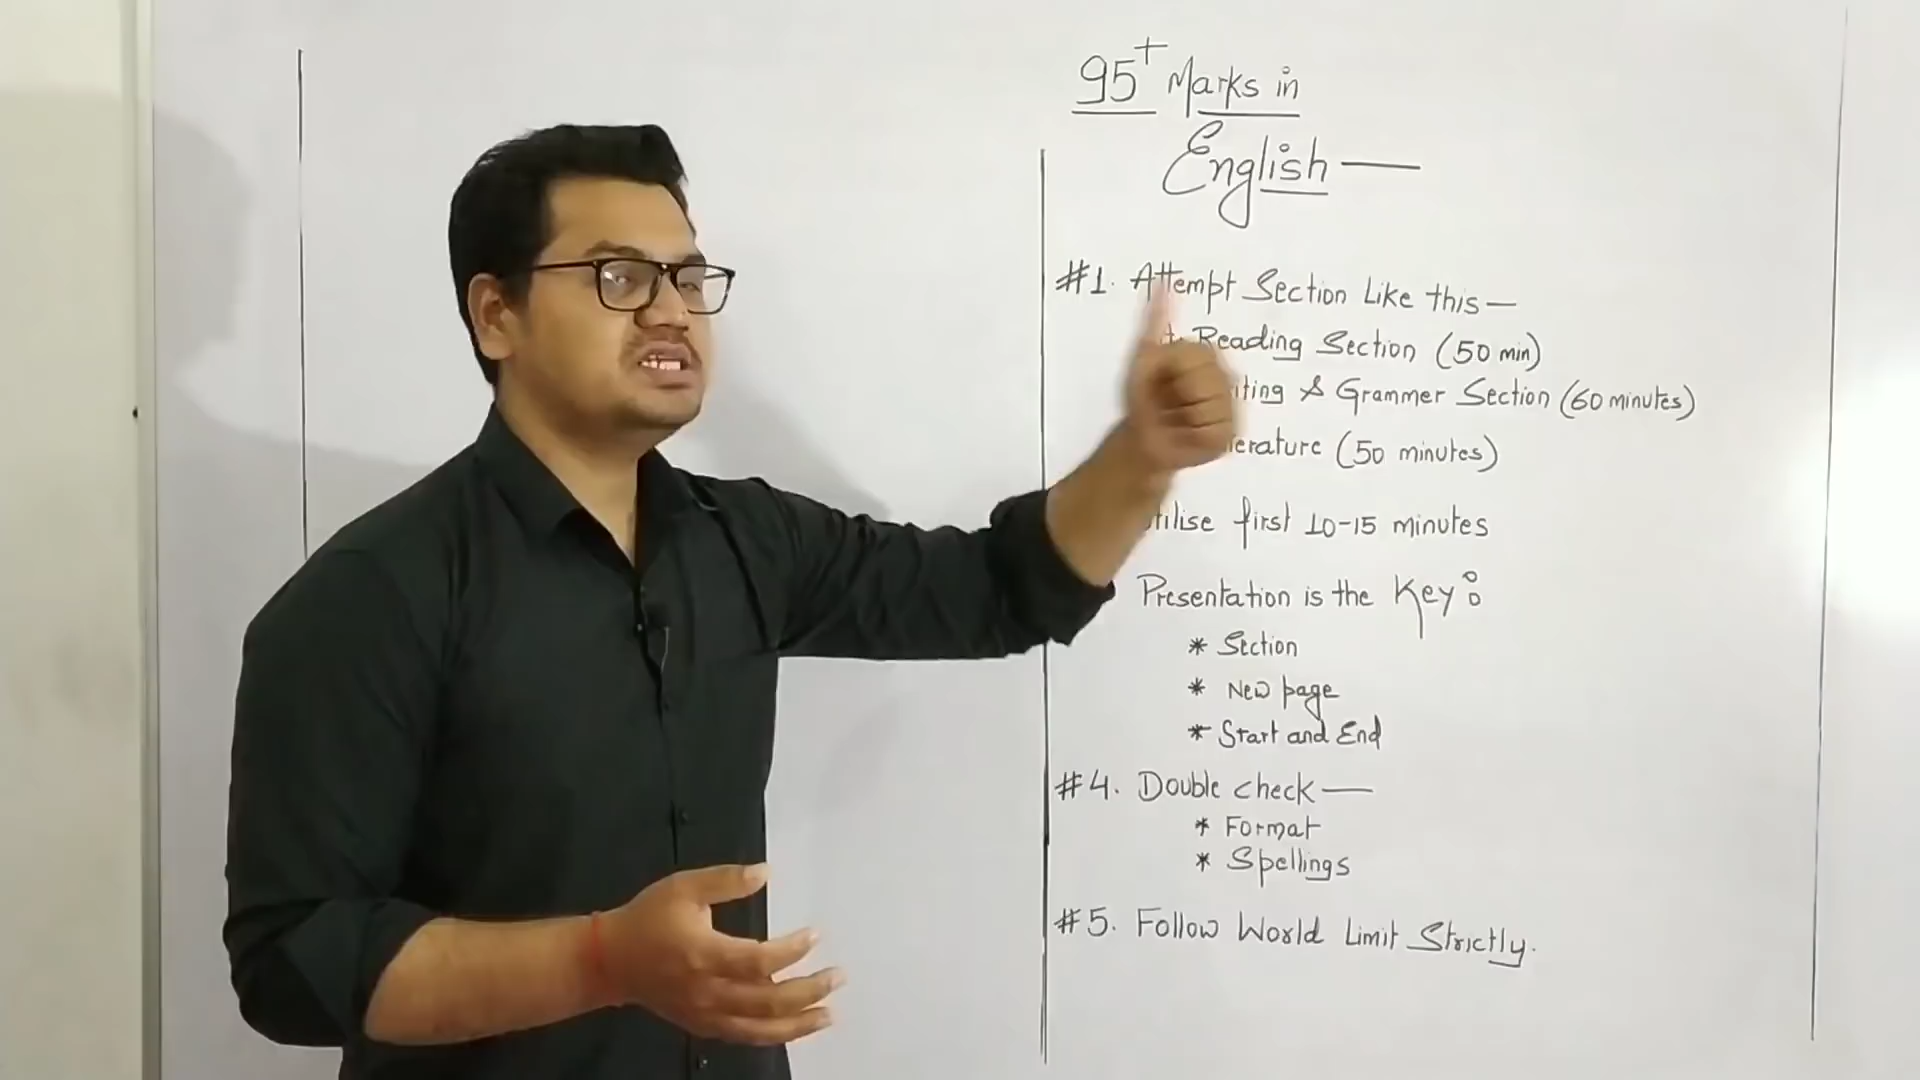 95+ Marks in
English —
#1. Attempt Section Like this —
Reading Section (50 min)
& Grammer Section (60 minutes)
(50 minutes)
first 10-15 minutes
Presentation is the Key:
* Section
* New page
* Start and End
#4. Double check —
* Format
* Spellings
#5. Follow World Limit Strictly.